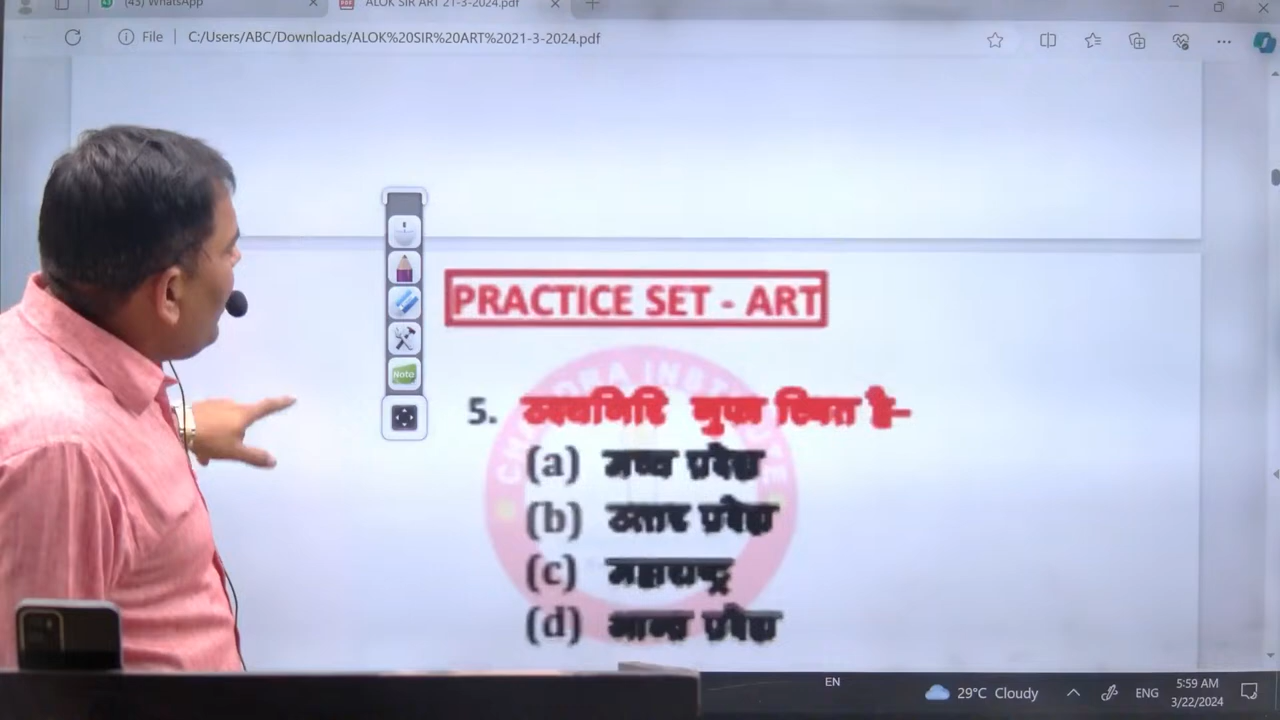 (45) WhatsApp
ALOK SIR ART 21-3-2024.pdf
File C:/Users/ABC/Downloads/ALOK%20SIR%20ART%2021-3-2024.pdf
PRACTICE SET - ART
5. उदयगिरि गुफा स्थित है-
(a) मध्य प्रदेश
(b) उत्तर प्रदेश
(c) महाराष्ट्र
(d) आन्ध्र प्रदेश
Note
EN
29°C Cloudy
ENG
5:59 AM
3/22/2024